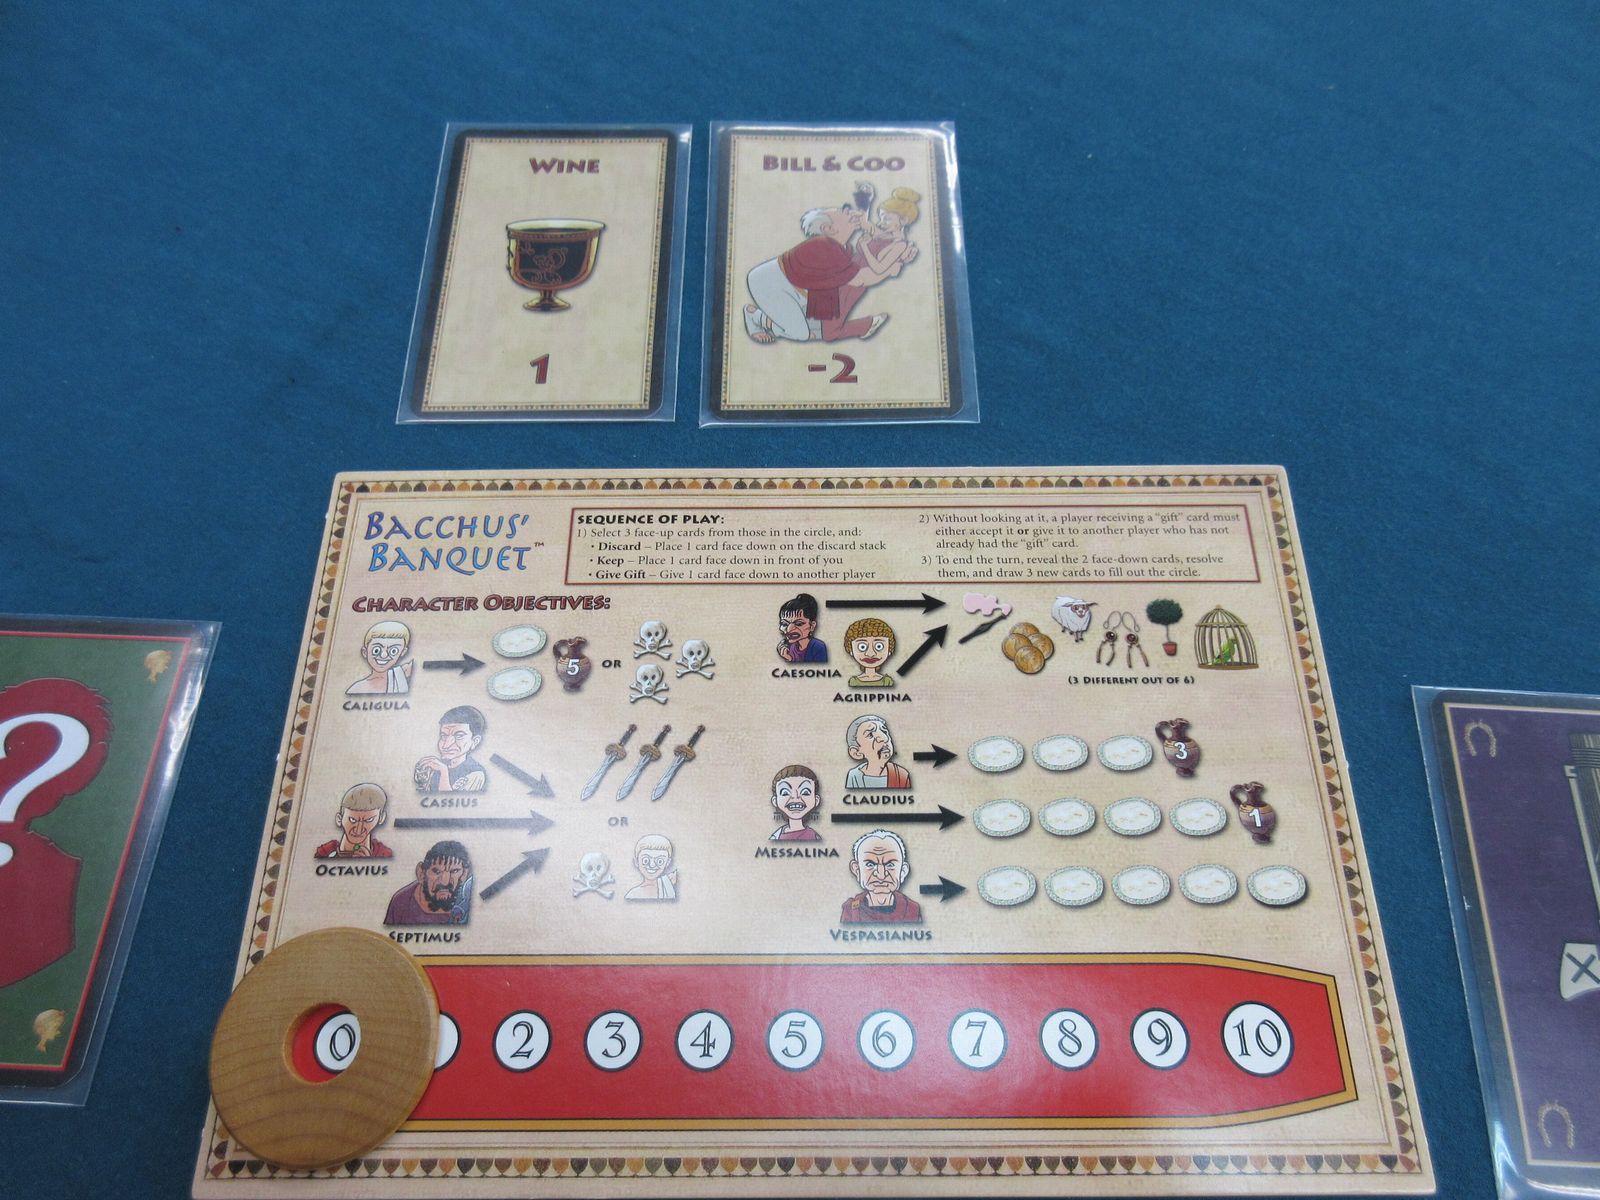 WINE
1
BILL & COO
-2
BACCHUS'
BANQUET™
SEQUENCE OF PLAY:
1) Select 3 face-up cards from those in the circle, and:
• Discard – Place 1 card face down on the discard stack
• Keep – Place 1 card face down in front of you
• Give Gift – Give 1 card face down to another player
2) Without looking at it, a player receiving a "gift" card must
either accept it or give it to another player who has not
already had the "gift" card.
3) To end the turn, reveal the 2 face-down cards, resolve
them, and draw 3 new cards to fill out the circle.
CHARACTER OBJECTIVES:
CALIGULA
5
OR
CAESONIA
AGRIPPINA
(3 DIFFERENT OUT OF 6)
CASSIUS
OCTAVIUS
SEPTIMUS
OR
CLAUDIUS
3
MESSALINA
1
VESPASIANUS
0
2
3
4
5
6
7
8
9
10
?
X